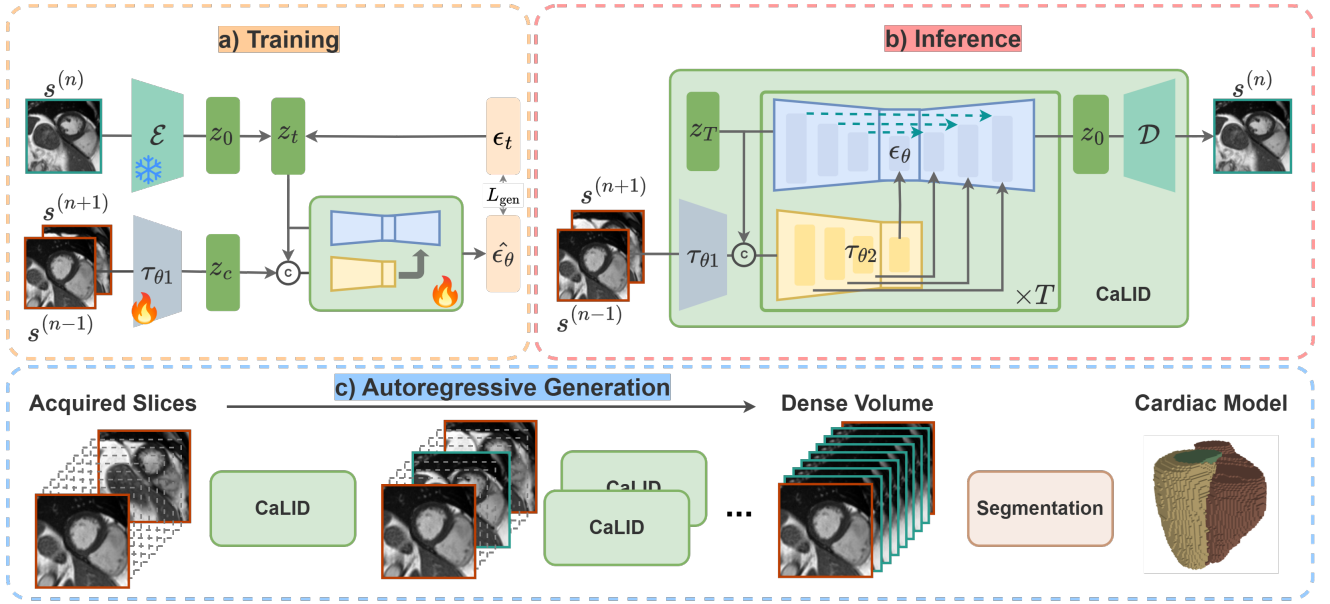 a) Training
s^(n)
ℰ
z_0
z_t
ϵ_t
L_gen
s^(n+1)
τ_θ1
z_c
c
ϵ̂_θ
s^(n−1)
b) Inference
s^(n)
z_T
ϵ_θ
z_0
𝒟
s^(n+1)
τ_θ1
c
τ_θ2
×T
CaLID
s^(n−1)
c) Autoregressive Generation
Acquired Slices
Dense Volume
Cardiac Model
CaLID
CaLID
CaLID
...
Segmentation